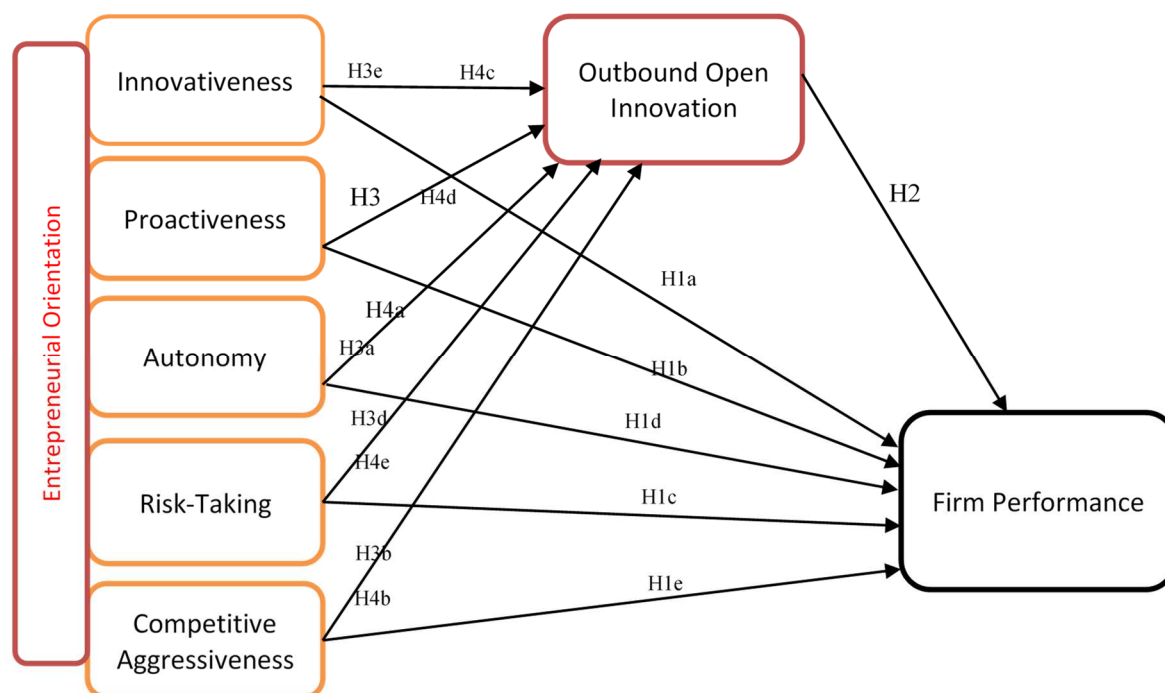 Entrepreneurial Orientation
Innovativeness
Proactiveness
Autonomy
Risk-Taking
Competitive
Aggressiveness
Outbound Open
Innovation
Firm Performance
H3e
H4c
H3
H4d
H4a
H3a
H3d
H4e
H3b
H4b
H1a
H1b
H1d
H1c
H1e
H2